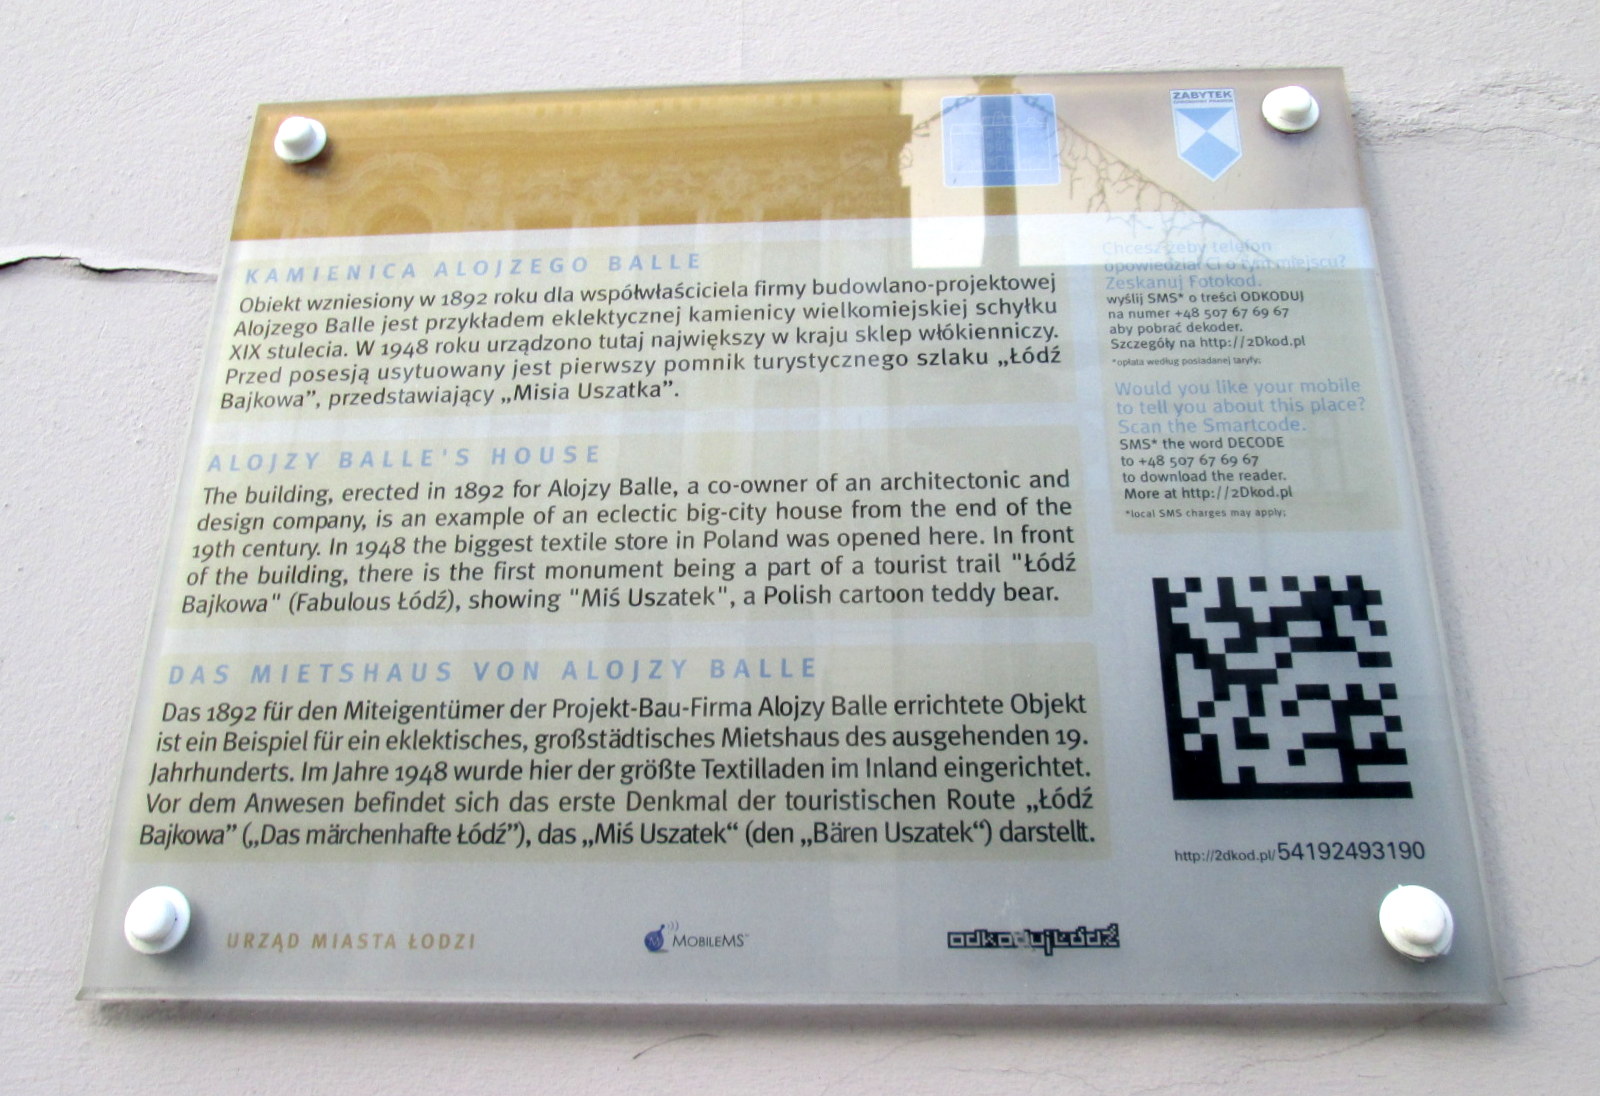 ZABYTEK
KAMIENICA ALOJZEGO BALLE
Obiekt wzniesiony w 1892 roku dla współwłaściciela firmy budowlano-projektowej
Alojzego Balle jest przykładem eklektycznej kamienicy wielkomiejskiej schyłku
XIX stulecia. W 1948 roku urządzono tutaj największy w kraju sklep włókienniczy.
Przed posesją usytuowany jest pierwszy pomnik turystycznego szlaku „Łódź
Bajkowa”, przedstawiający „Misia Uszatka”.
ALOJZY BALLE'S HOUSE
The building, erected in 1892 for Alojzy Balle, a co-owner of an architectonic and
design company, is an example of an eclectic big-city house from the end of the
19th century. In 1948 the biggest textile store in Poland was opened here. In front
of the building, there is the first monument being a part of a tourist trail "Łódź
Bajkowa" (Fabulous Łódź), showing "Miś Uszatek", a Polish cartoon teddy bear.
DAS MIETSHAUS VON ALOJZY BALLE
Das 1892 für den Miteigentümer der Projekt-Bau-Firma Alojzy Balle errichtete Objekt
ist ein Beispiel für ein eklektisches, großstädtisches Mietshaus des ausgehenden 19.
Jahrhunderts. Im Jahre 1948 wurde hier der größte Textilladen im Inland eingerichtet.
Vor dem Anwesen befindet sich das erste Denkmal der touristischen Route „Łódź
Bajkowa” („Das märchenhafte Łódź”), das „Miś Uszatek“ (den „Bären Uszatek“) darstellt.
Chcesz żeby telefon
opowiedział Ci o tym miejscu?
Zeskanuj Fotokod.
wyślij SMS* o treści ODKODUJ
na numer +48 507 67 69 67
aby pobrać dekoder.
Szczegóły na http://2Dkod.pl
*opłata według posiadanej taryfy;
Would you like your mobile
to tell you about this place?
Scan the Smartcode.
SMS* the word DECODE
to +48 507 67 69 67
to download the reader.
More at http://2Dkod.pl
*local SMS charges may apply;
http://2dkod.pl/54192493190
URZĄD MIASTA ŁODZI
MOBILEMS™
odkodujŁódź